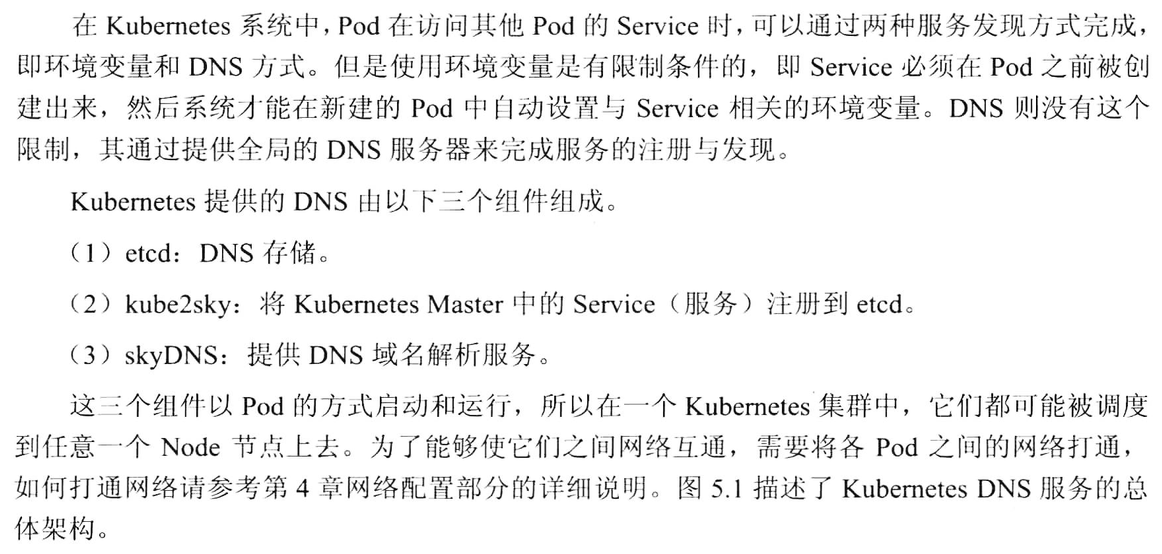 在 Kubernetes 系统中，Pod 在访问其他 Pod 的 Service 时，可以通过两种服务发现方式完成，
即环境变量和 DNS 方式。但是使用环境变量是有限制条件的，即 Service 必须在 Pod 之前被创
建出来，然后系统才能在新建的 Pod 中自动设置与 Service 相关的环境变量。DNS 则没有这个
限制，其通过提供全局的 DNS 服务器来完成服务的注册与发现。
Kubernetes 提供的 DNS 由以下三个组件组成。
（1）etcd：DNS 存储。
（2）kube2sky：将 Kubernetes Master 中的 Service（服务）注册到 etcd。
（3）skyDNS：提供 DNS 域名解析服务。
这三个组件以 Pod 的方式启动和运行，所以在一个 Kubernetes 集群中，它们都可能被调度
到任意一个 Node 节点上去。为了能够使它们之间网络互通，需要将各 Pod 之间的网络打通，
如何打通网络请参考第 4 章网络配置部分的详细说明。图 5.1 描述了 Kubernetes DNS 服务的总
体架构。